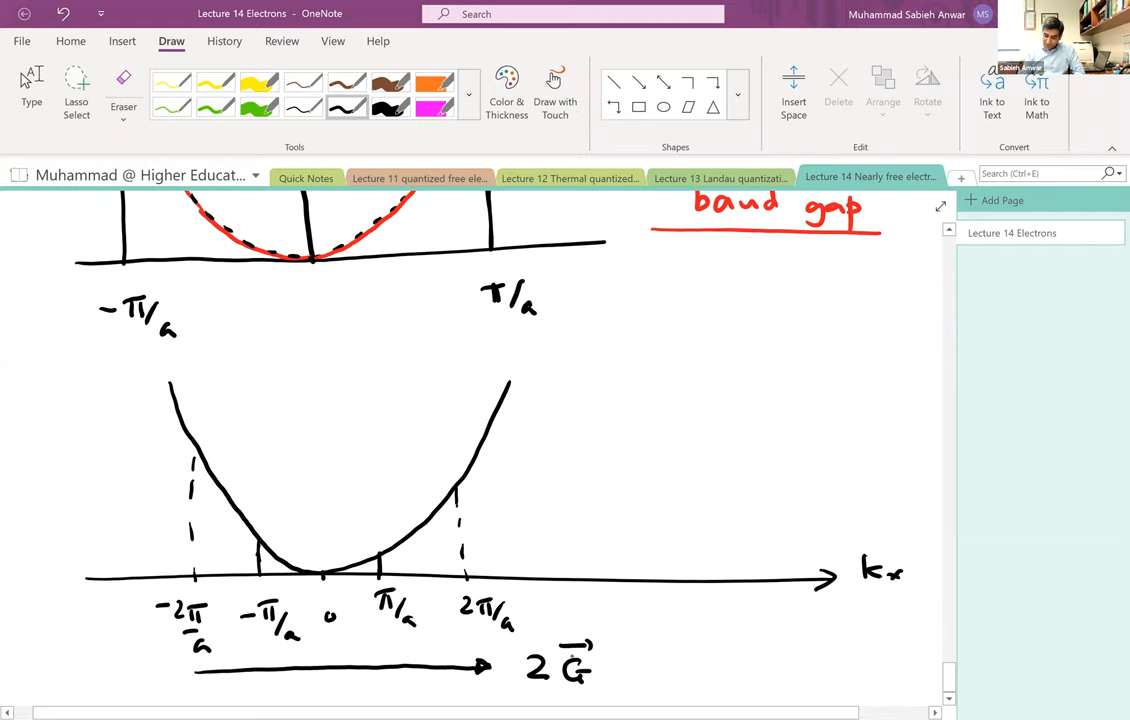 Lecture 14 Electrons - OneNote
Search
Muhammad Sabieh Anwar
MS
File Home Insert Draw History Review View Help
Sabieh Anwar
Type
Lasso Select
Eraser
Color & Thickness
Draw with Touch
Insert Space
Delete
Arrange
Rotate
Ink to Text
Ink to Math
Tools
Shapes
Edit
Convert
Muhammad @ Higher Educat...
Quick Notes
Lecture 11 quantized free ele...
Lecture 12 Thermal quantized...
Lecture 13 Landau quantizati...
Lecture 14 Nearly free electr...
Search (Ctrl+E)
Add Page
Lecture 14 Electrons
band gap
-π/a
π/a
kx
-2π/a
-π/a
0
π/a
2π/a
2 G⃗